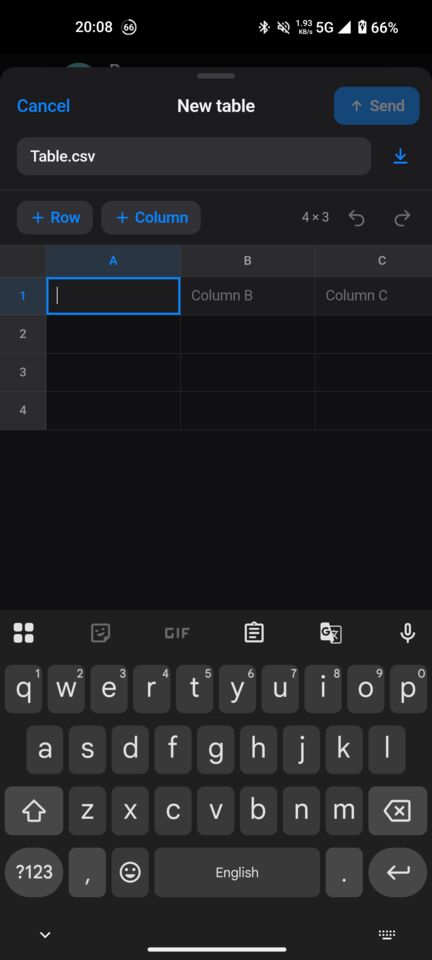 20:08 66 1.93 KB/s 5G 66%
Cancel New table Send
Table.csv
+ Row + Column 4 × 3
A B C
1 Column B Column C
2
3
4
GIF G
1 2 3 4 5 6 7 8 9 0
q w e r t y u i o p
a s d f g h j k l
z x c v b n m
?123 , English .